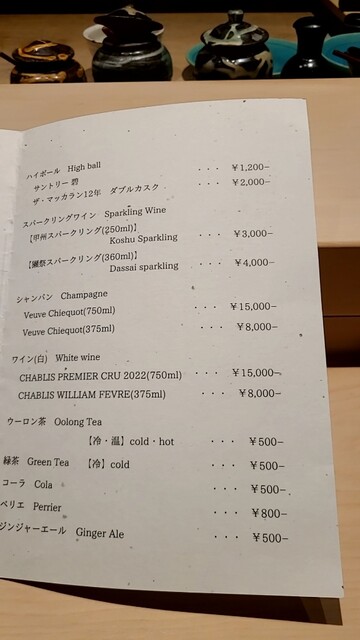 ハイボール High ball
サントリー 碧 ・・・ ￥1,200−
ザ・マッカラン12年 ダブルカスク ・・・ ￥2,000−
スパークリングワイン Sparkling Wine
【甲州スパークリング(250ml)】
Koshu Sparkling ・・・ ￥3,000−
【獺祭スパークリング(360ml)】
Dassai sparkling ・・・ ￥4,000−
シャンパン Champagne
Veuve Chiequot(750ml) ・・・ ￥15,000−
Veuve Chiequot(375ml) ・・・ ￥8,000−
ワイン(白) White wine
CHABLIS PREMIER CRU 2022(750ml) ・・・ ￥15,000−
CHABLIS WILLIAM FEVRE(375ml) ・・・ ￥8,000−
ウーロン茶 Oolong Tea
【冷・温】cold・hot ・・・ ￥500−
緑茶 Green Tea 【冷】cold ・・・ ￥500−
コーラ Cola ・・・ ￥500−
ペリエ Perrier ・・・ ￥800−
ジンジャーエール Ginger Ale ・・・ ￥500−